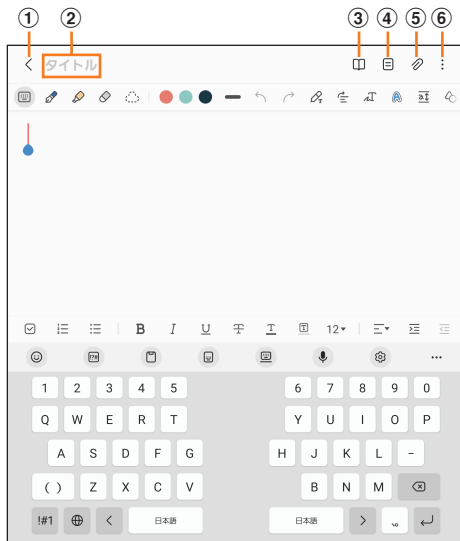 ① ② ③ ④ ⑤ ⑥
タイトル
B I U T T T 12
1 2 3 4 5 6 7 8 9 0
Q W E R T Y U I O P
A S D F G H J K L -
( ) Z X C V B N M
!#1 日本語 日本語